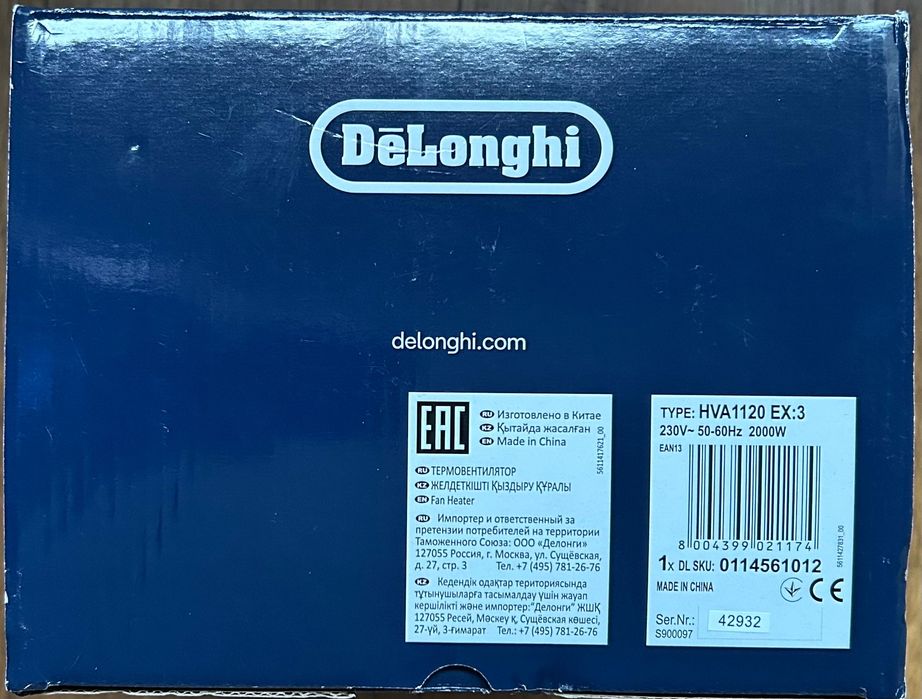 DēLonghi
delonghi.com
EAC
RU Изготовлено в Китае
KZ Қытайда жасалған
EN Made in China
5611417621_00
RU ТЕРМОВЕНТИЛЯТОР
KZ ЖЕЛДЕТКІШТІ ҚЫЗДЫРУ ҚҰРАЛЫ
EN Fan Heater
RU Импортер и ответственный за
претензии потребителей на территории
Таможенного Союза: ООО «Делонги»
127055 Россия, г. Москва, ул. Сущёвская,
д. 27, стр. 3 Тел. +7 (495) 781-26-76
KZ Кедендік одақтар териториясында
тұтынушыларға тасымалдау үшін жауап
кершілікті және импортер:"Делонги" ЖШҚ
127055 Ресей, Мәскеу қ, Сущёвская көшесі,
27-үй, 3-ғимарат Тел.: +7 (495) 781-26-76
TYPE: HVA1120 EX:3
230V~ 50-60Hz 2000W
EAN13
8 004399 021174
5611427831_00
1x DL SKU: 0114561012
MADE IN CHINA
CE
Ser.Nr.: 42932
S900097